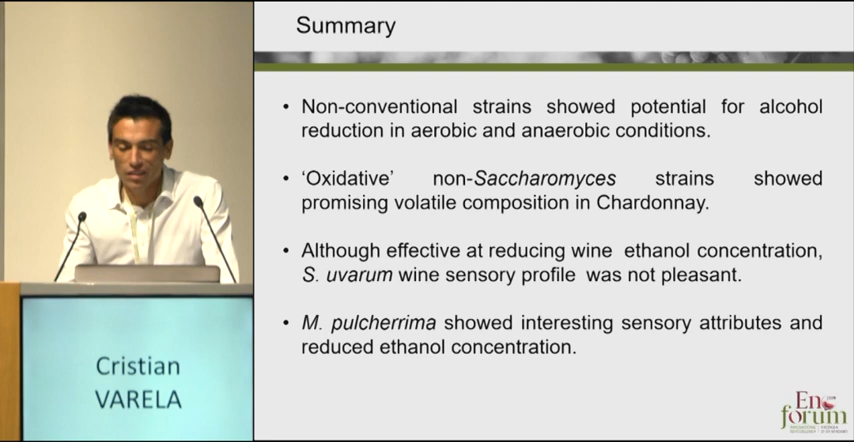 Summary
• Non-conventional strains showed potential for alcohol
reduction in aerobic and anaerobic conditions.
• ‘Oxidative’ non-Saccharomyces strains showed
promising volatile composition in Chardonnay.
• Although effective at reducing wine ethanol concentration,
S. uvarum wine sensory profile was not pleasant.
• M. pulcherrima showed interesting sensory attributes and
reduced ethanol concentration.
Cristian
VARELA
En
forum